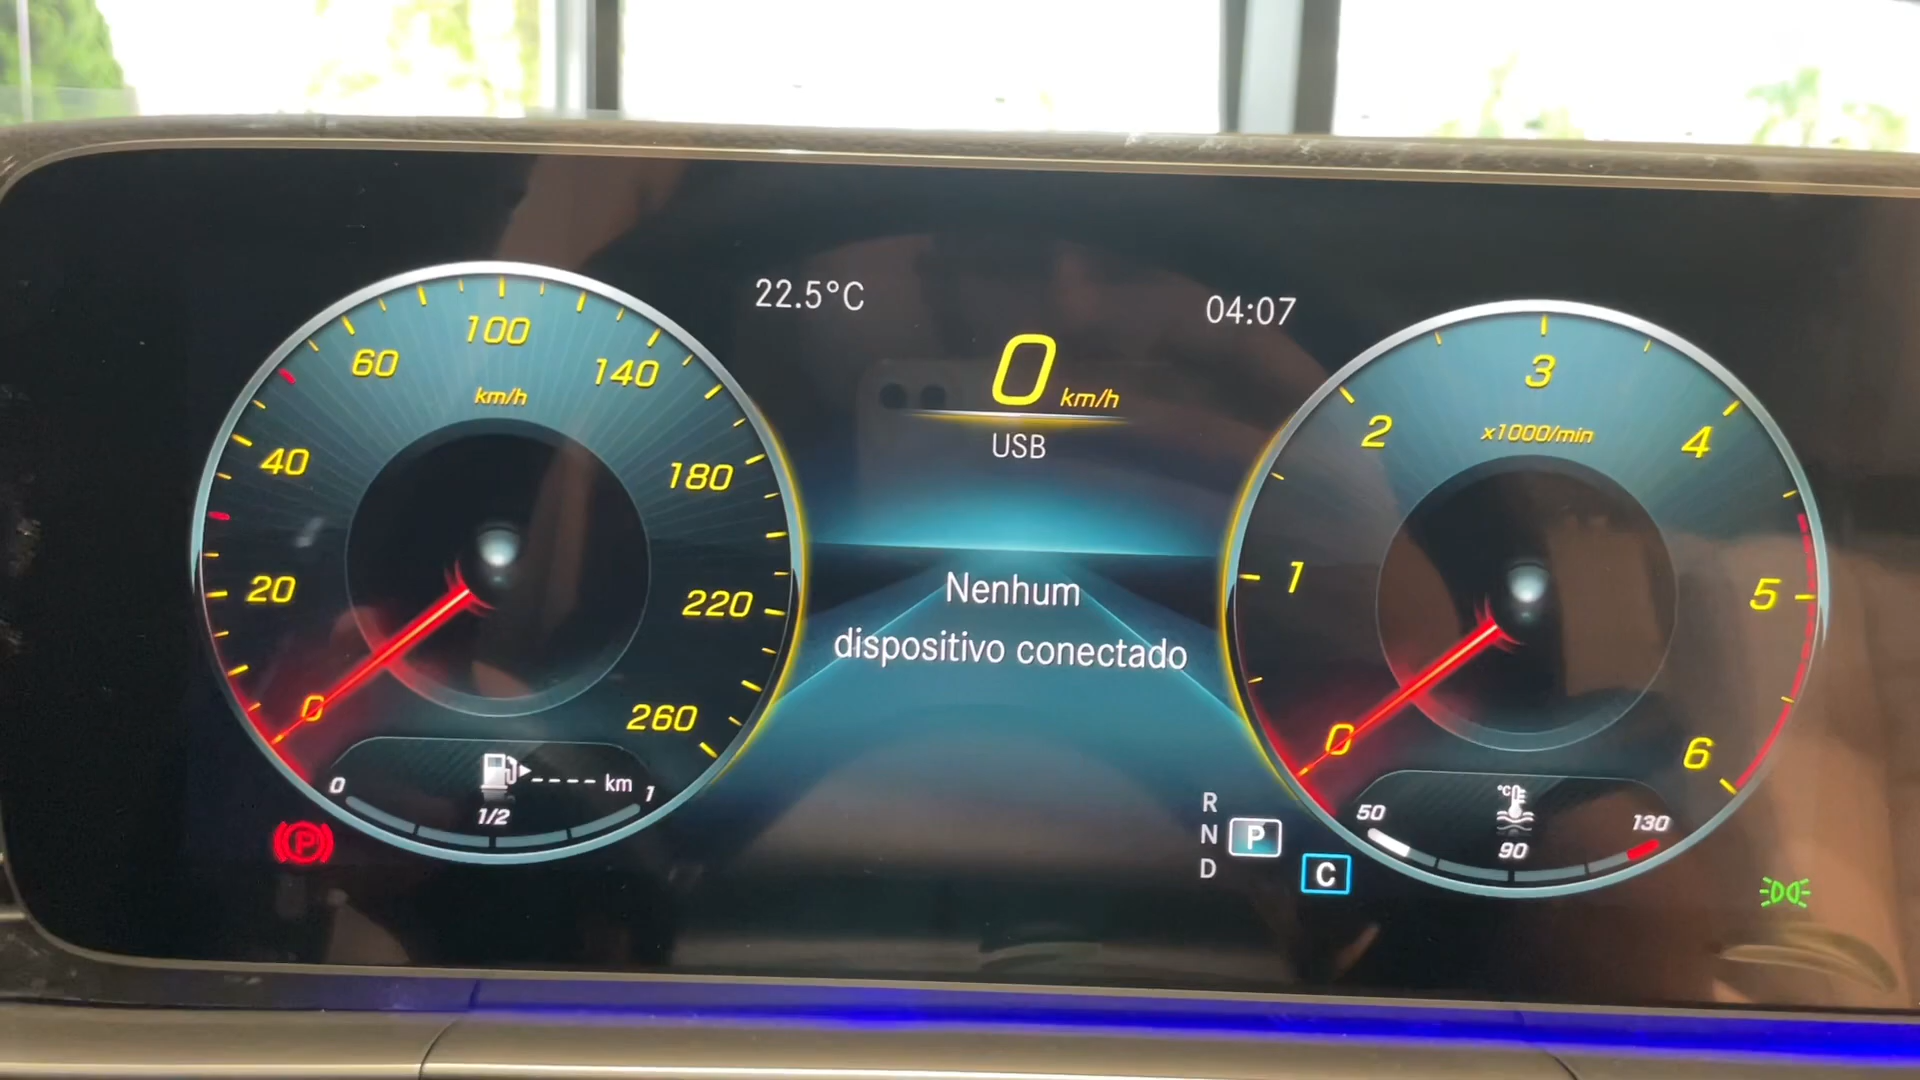 22.5°C
04:07
0 km/h
USB
Nenhum
dispositivo conectado
0
20
40
60
100
140
180
220
260
km/h
0
---- km
1/2
1
P
R
N
D
P
C
0
1
2
3
4
5
6
x1000/min
°C
50
90
130